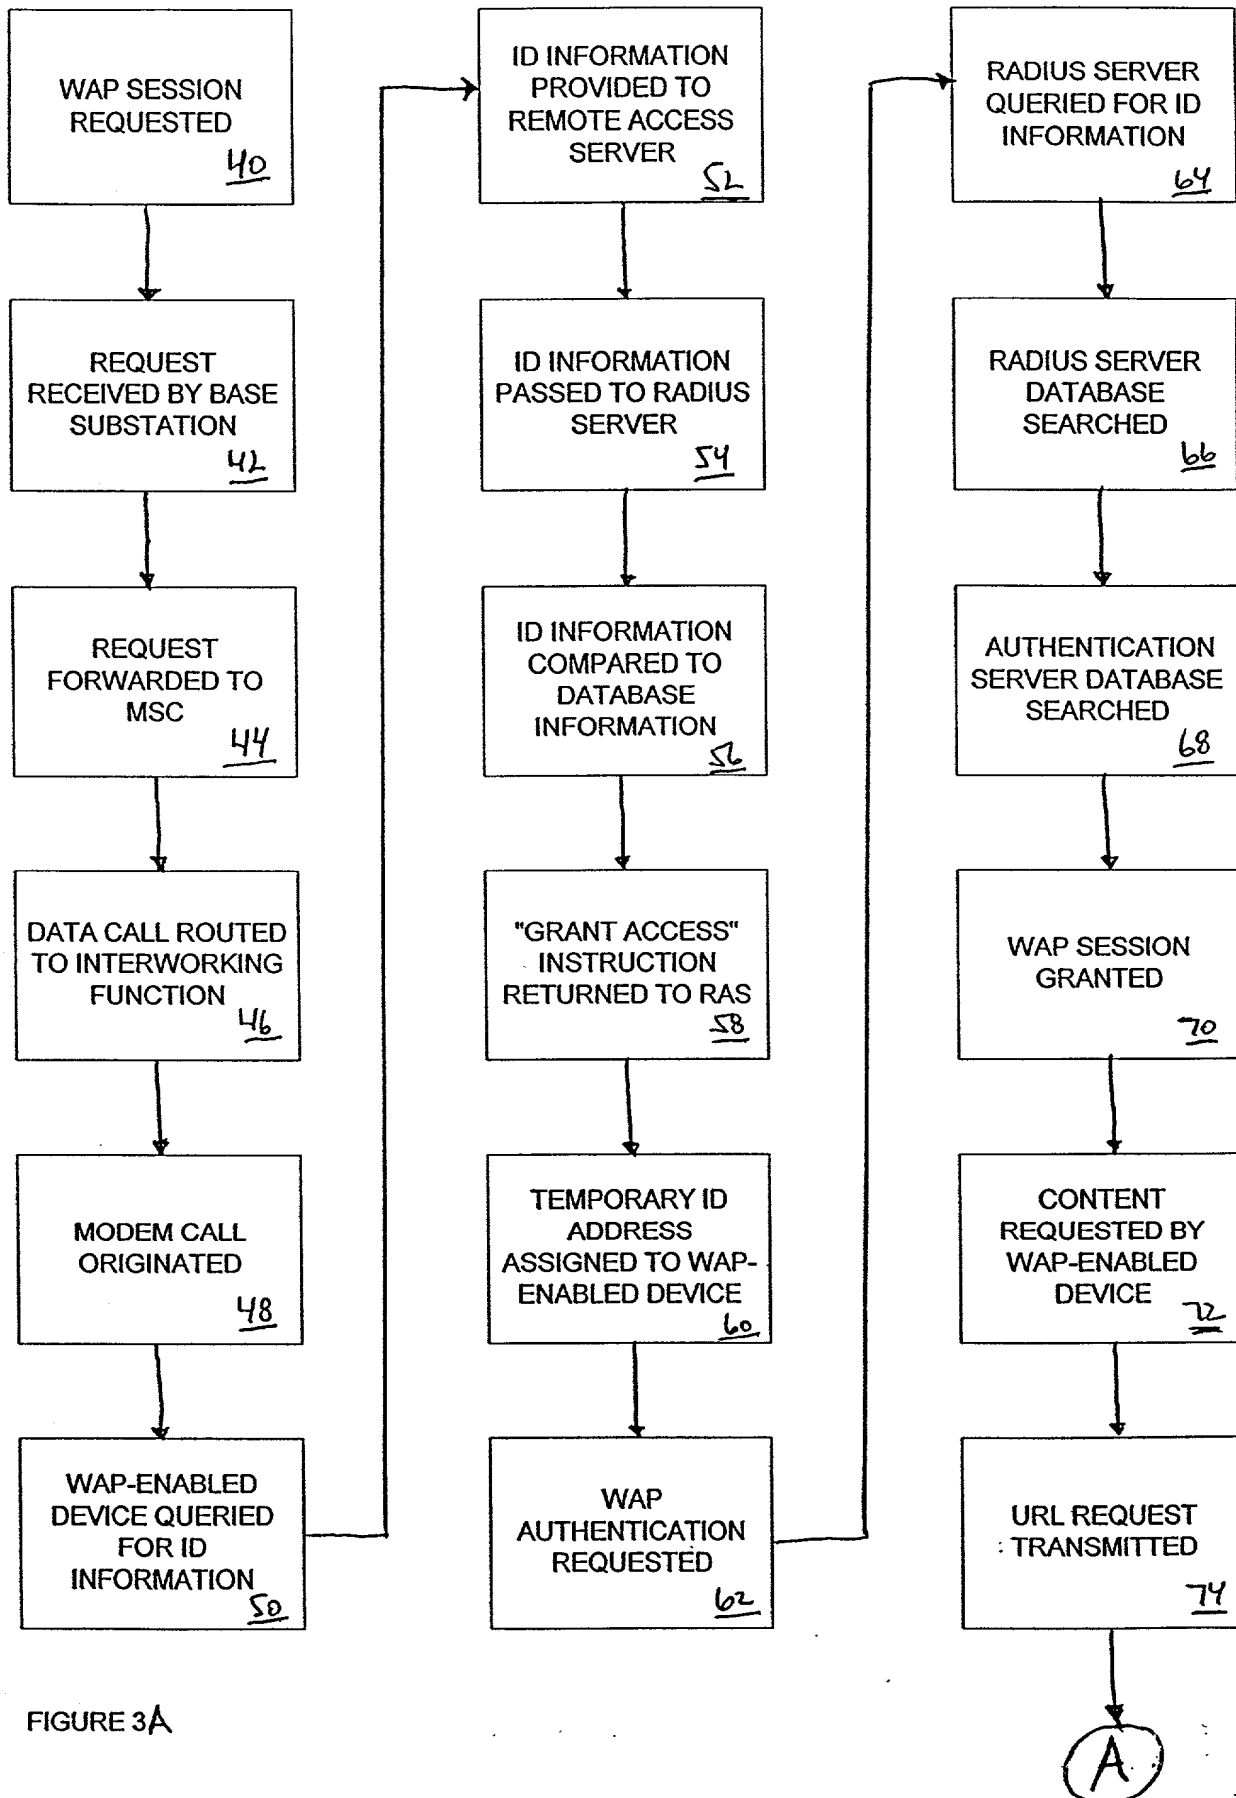 WAP SESSION
REQUESTED
40
REQUEST
RECEIVED BY BASE
SUBSTATION
42
REQUEST
FORWARDED TO
MSC
44
DATA CALL ROUTED
TO INTERWORKING
FUNCTION
46
MODEM CALL
ORIGINATED
48
WAP-ENABLED
DEVICE QUERIED
FOR ID
INFORMATION
50
ID INFORMATION
PROVIDED TO
REMOTE ACCESS
SERVER
52
ID INFORMATION
PASSED TO RADIUS
SERVER
54
ID INFORMATION
COMPARED TO
DATABASE
INFORMATION
56
"GRANT ACCESS"
INSTRUCTION
RETURNED TO RAS
58
TEMPORARY ID
ADDRESS
ASSIGNED TO WAP-
ENABLED DEVICE
60
WAP
AUTHENTICATION
REQUESTED
62
RADIUS SERVER
QUERIED FOR ID
INFORMATION
64
RADIUS SERVER
DATABASE
SEARCHED
66
AUTHENTICATION
SERVER DATABASE
SEARCHED
68
WAP SESSION
GRANTED
70
CONTENT
REQUESTED BY
WAP-ENABLED
DEVICE
72
URL REQUEST
TRANSMITTED
74
A
FIGURE 3A